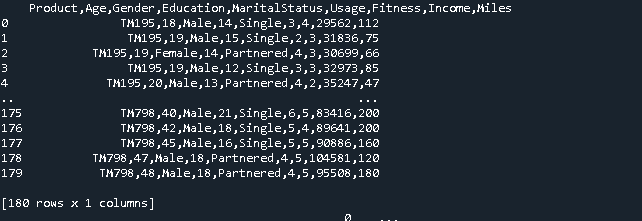 Product,Age,Gender,Education,MaritalStatus,Usage,Fitness,Income,Miles
0 TM195,18,Male,14,Single,3,4,29562,112
1 TM195,19,Male,15,Single,2,3,31836,75
2 TM195,19,Female,14,Partnered,4,3,30699,66
3 TM195,19,Male,12,Single,3,3,32973,85
4 TM195,20,Male,13,Partnered,4,2,35247,47
.. ...
175 TM798,40,Male,21,Single,6,5,83416,200
176 TM798,42,Male,18,Single,5,4,89641,200
177 TM798,45,Male,16,Single,5,5,90886,160
178 TM798,47,Male,18,Partnered,4,5,104581,120
179 TM798,48,Male,18,Partnered,4,5,95508,180
[180 rows x 1 columns]
0 ...